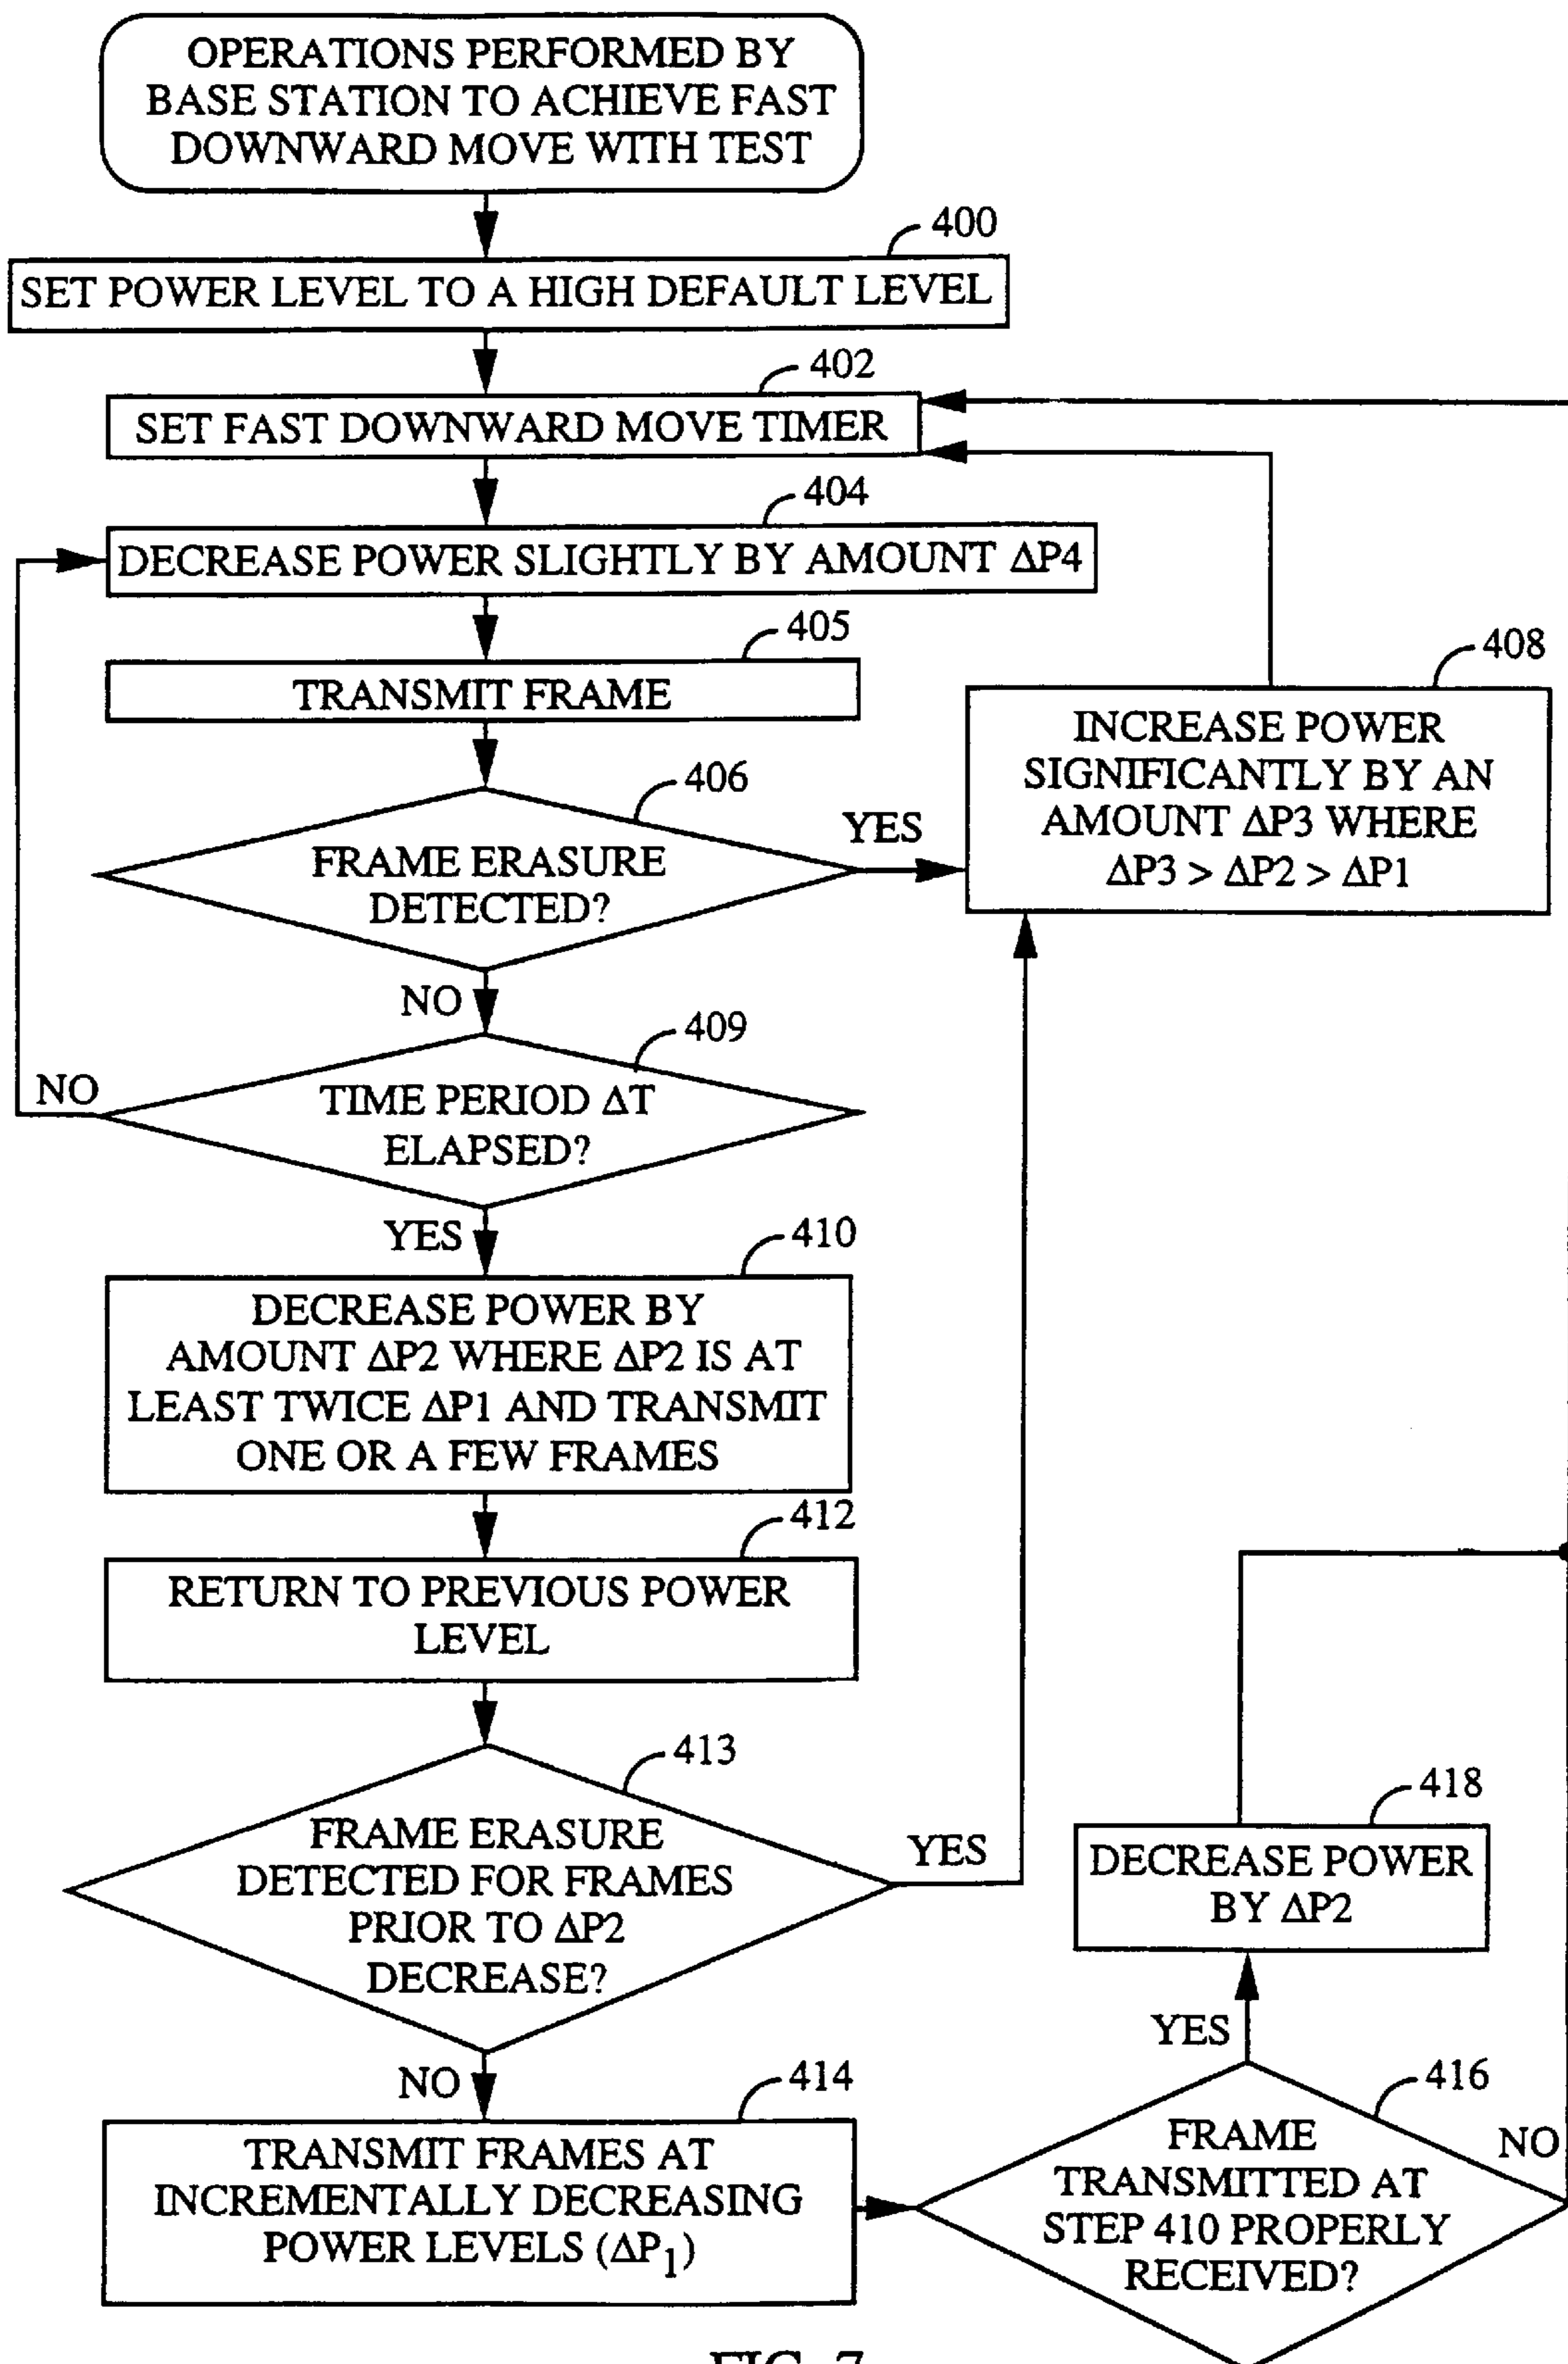 OPERATIONS PERFORMED BY
BASE STATION TO ACHIEVE FAST
DOWNWARD MOVE WITH TEST
400
SET POWER LEVEL TO A HIGH DEFAULT LEVEL
402
SET FAST DOWNWARD MOVE TIMER
404
DECREASE POWER SLIGHTLY BY AMOUNT ΔP4
405
TRANSMIT FRAME
406
FRAME ERASURE
DETECTED?
YES
NO
408
INCREASE POWER
SIGNIFICANTLY BY AN
AMOUNT ΔP3 WHERE
ΔP3 > ΔP2 > ΔP1
409
TIME PERIOD ΔT
ELAPSED?
NO
YES
410
DECREASE POWER BY
AMOUNT ΔP2 WHERE ΔP2 IS AT
LEAST TWICE ΔP1 AND TRANSMIT
ONE OR A FEW FRAMES
412
RETURN TO PREVIOUS POWER
LEVEL
413
FRAME ERASURE
DETECTED FOR FRAMES
PRIOR TO ΔP2
DECREASE?
YES
NO
414
TRANSMIT FRAMES AT
INCREMENTALLY DECREASING
POWER LEVELS (ΔP₁)
416
FRAME
TRANSMITTED AT
STEP 410 PROPERLY
RECEIVED?
YES
NO
418
DECREASE POWER
BY ΔP2
FIG. 7